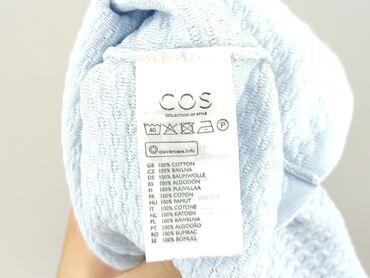 COS
COLLECTION OF STYLE
40 P
clevercare.info
GB 100% COTTON
CZ 100% BAVLNA
DE 100% BAUMWOLLE
ES 100% ALGODÓN
FI 100% PUUVILLAA
FR 100% COTON
HU 100% PAMUT
IT 100% COTONE
NL 100% KATOEN
PL 100% BAWEŁNA
PT 100% ALGODÃO
RO 100% BUMBAC
SE 100% BOMULL